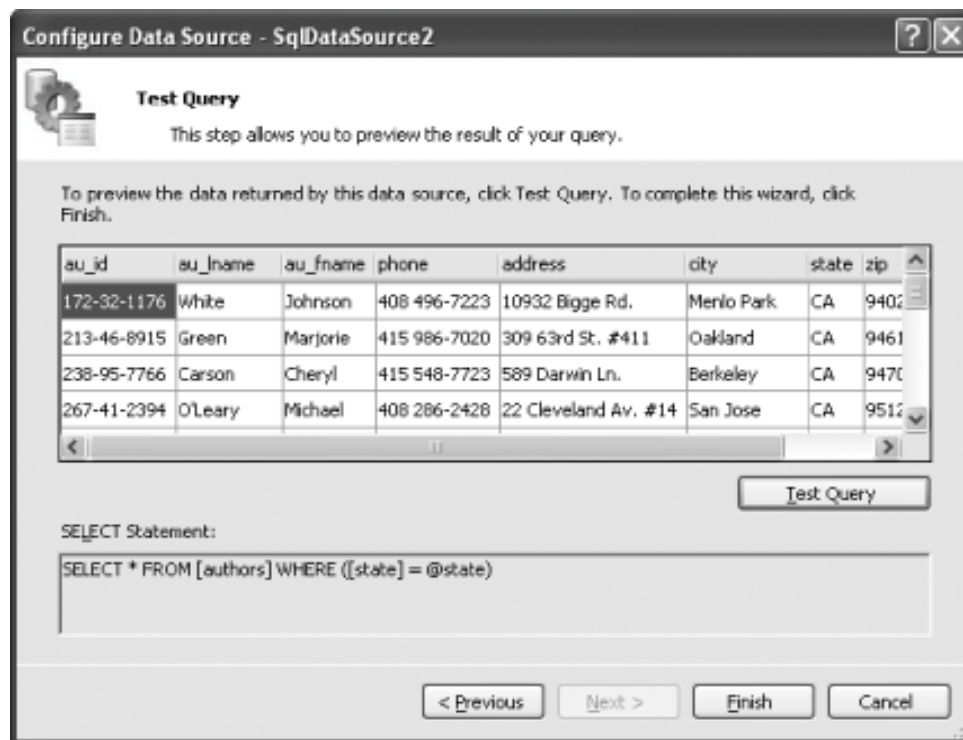 Configure Data Source - SqlDataSource2
Test Query
This step allows you to preview the result of your query.
To preview the data returned by this data source, click Test Query. To complete this wizard, click
Finish.
au_id au_lname au_fname phone address city state zip
172-32-1176 White Johnson 408 496-7223 10932 Bigge Rd. Menlo Park CA 9402
213-46-8915 Green Marjorie 415 986-7020 309 63rd St. #411 Oakland CA 9461
238-95-7766 Carson Cheryl 415 548-7723 589 Darwin Ln. Berkeley CA 9470
267-41-2394 O'Leary Michael 408 286-2428 22 Cleveland Av. #14 San Jose CA 9512
Test Query
SELECT Statement:
SELECT * FROM [authors] WHERE ([state] = @state)
< Previous Next > Finish Cancel